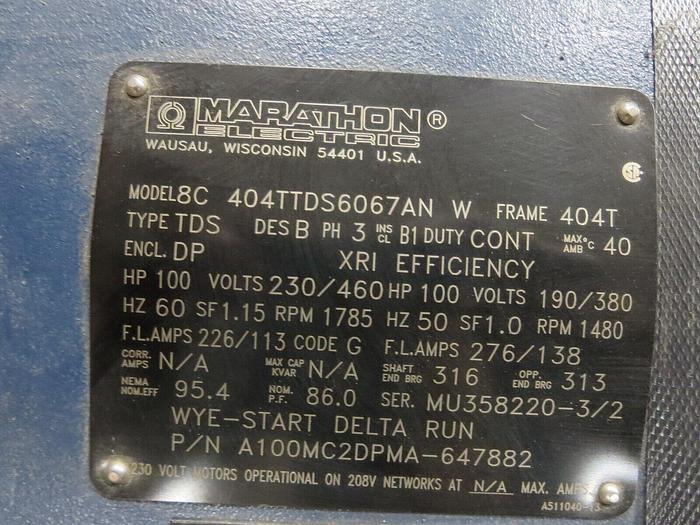 MARATHON ®
ELECTRIC
WAUSAU, WISCONSIN 54401 U.S.A.
MODEL 8C 404TTDS6067AN W FRAME 404T
TYPE TDS DES B PH 3 INS CL B1 DUTY CONT MAX AMB °C 40
ENCL. DP XRI EFFICIENCY
HP 100 VOLTS 230/460 HP 100 VOLTS 190/380
HZ 60 SF 1.15 RPM 1785 HZ 50 SF 1.0 RPM 1480
F.L.AMPS 226/113 CODE G F.L.AMPS 276/138
CORR. AMPS N/A MAX CAP KVAR N/A SHAFT END BRG 316 OPP. END BRG 313
NEMA NOM.EFF 95.4 NOM. P.F. 86.0 SER. MU358220-3/2
WYE-START DELTA RUN
P/N A100MC2DPMA-647882
230 VOLT MOTORS OPERATIONAL ON 208V NETWORKS AT N/A MAX. AMPS
A511040-13